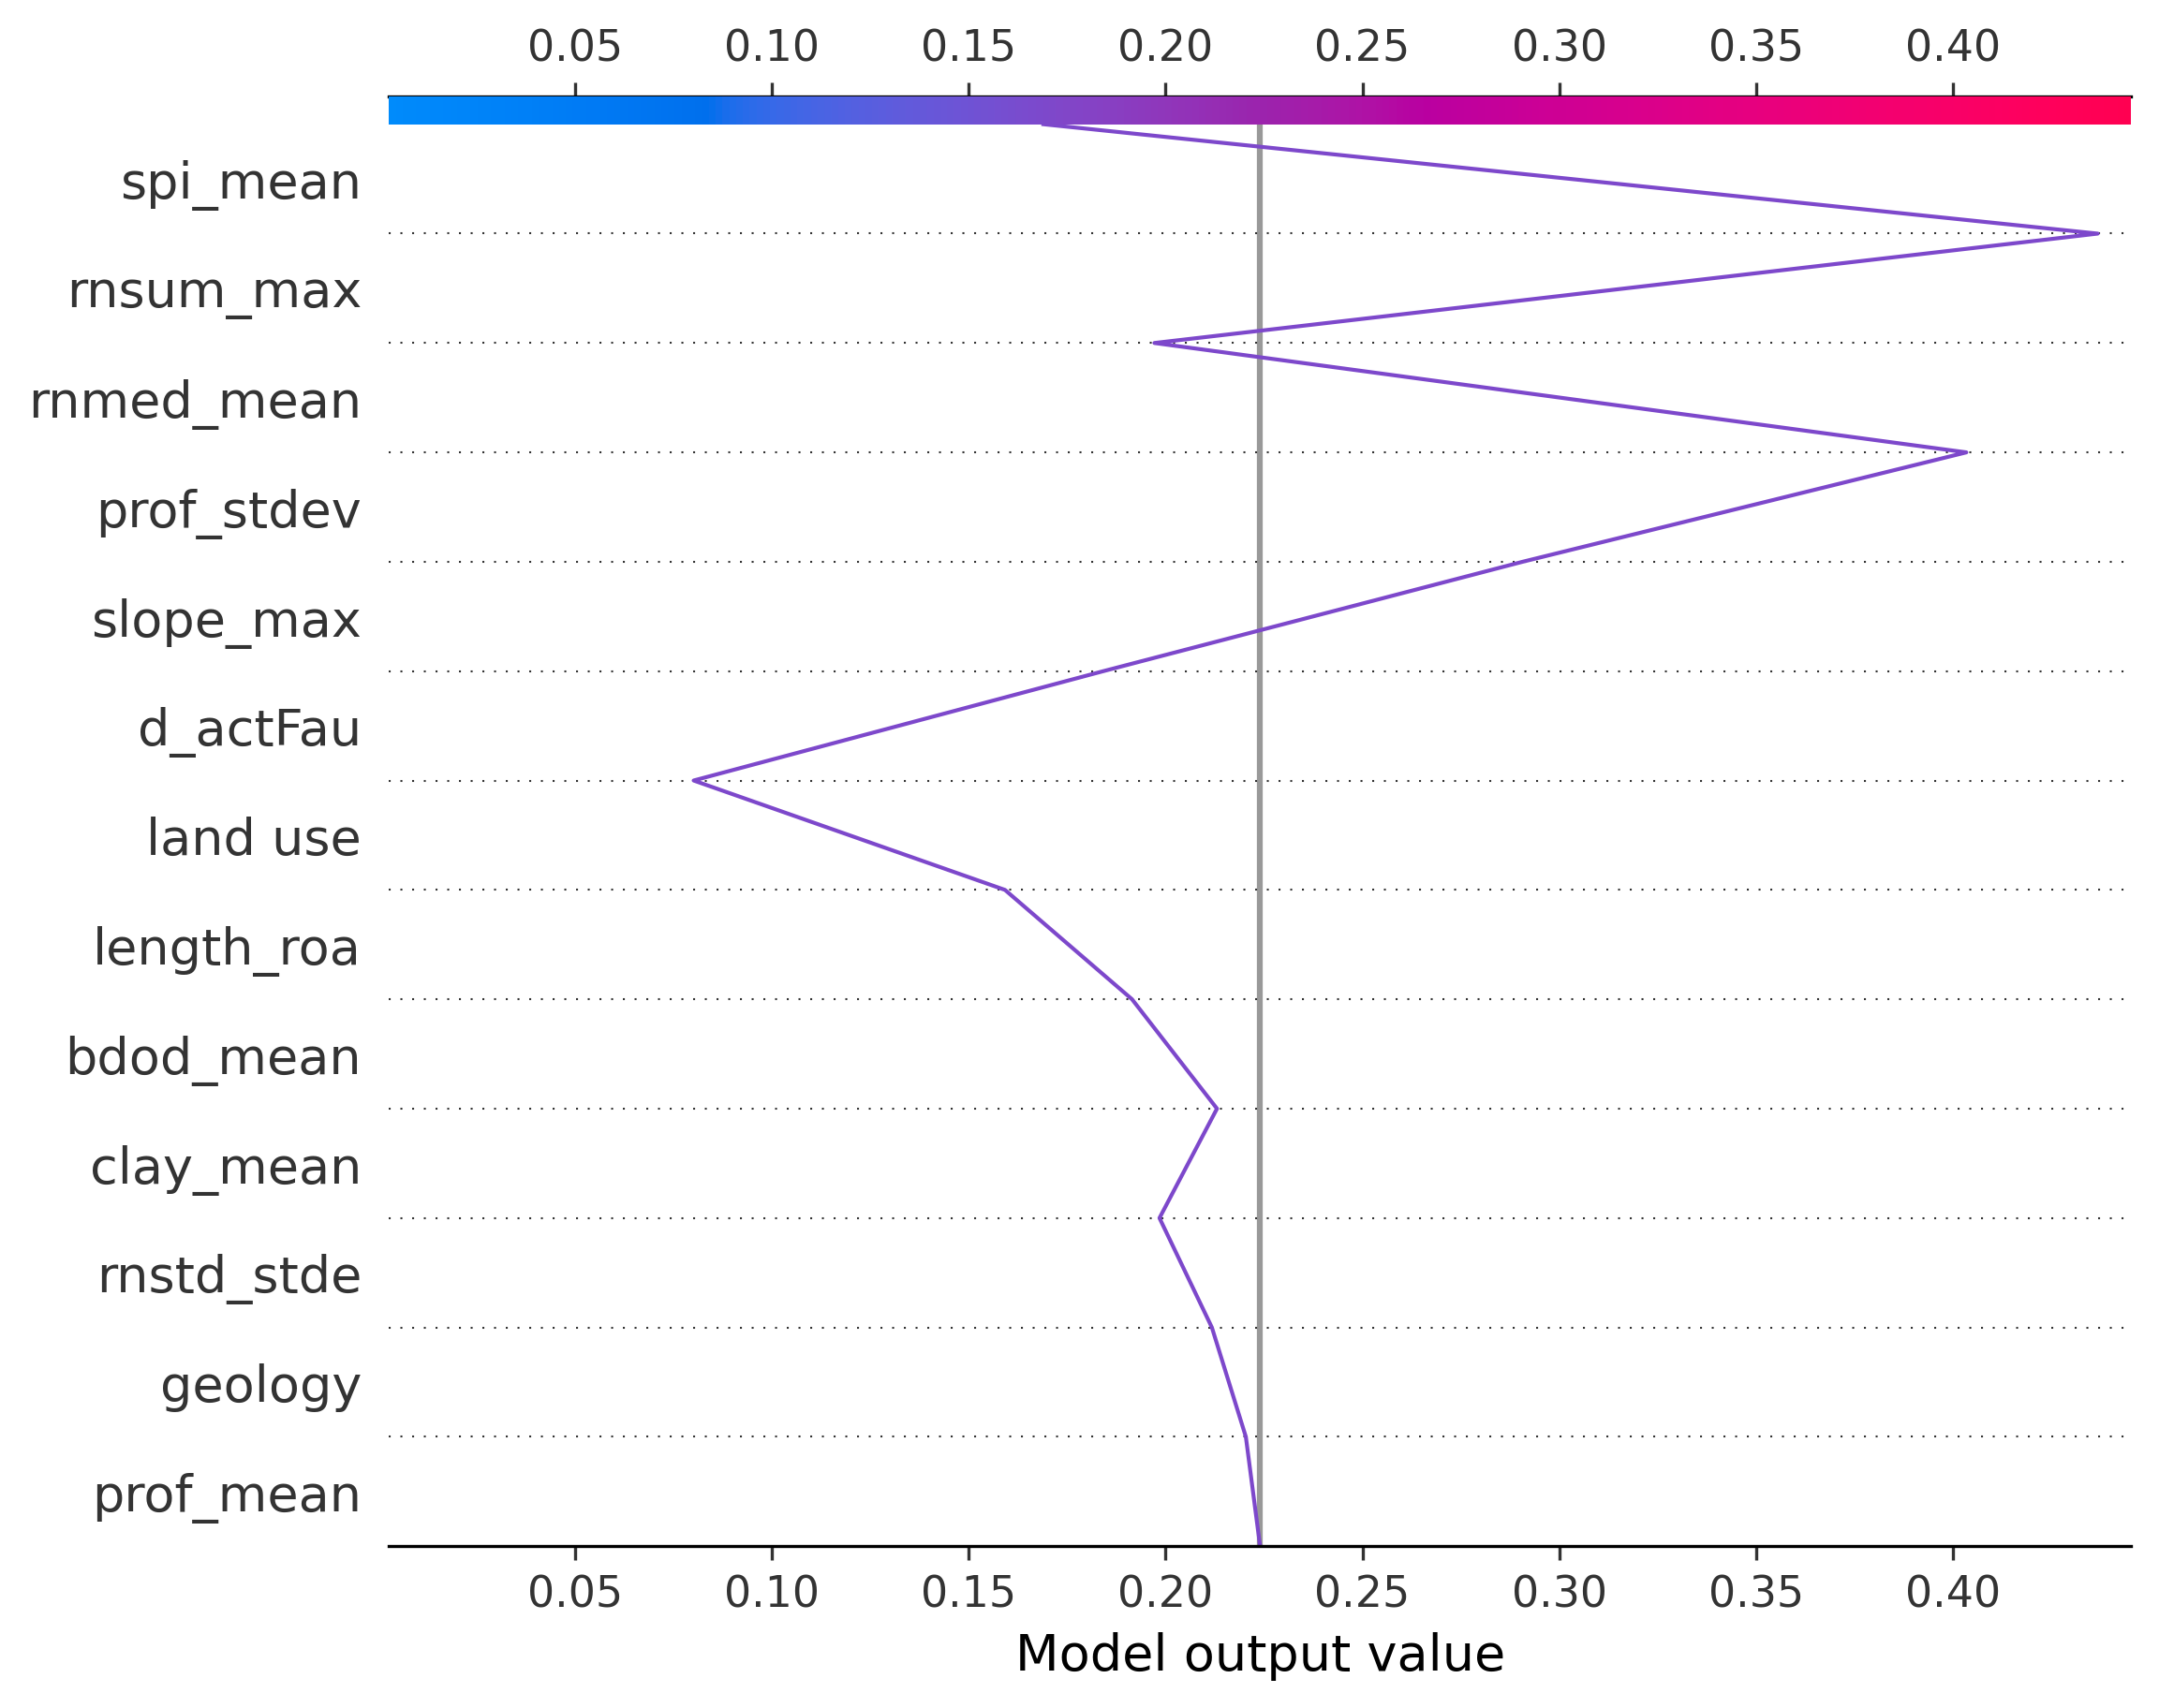 0.05 0.10 0.15 0.20 0.25 0.30 0.35 0.40
spi_mean
rnsum_max
rnmed_mean
prof_stdev
slope_max
d_actFau
land use
length_roa
bdod_mean
clay_mean
rnstd_stde
geology
prof_mean
0.05 0.10 0.15 0.20 0.25 0.30 0.35 0.40
Model output value